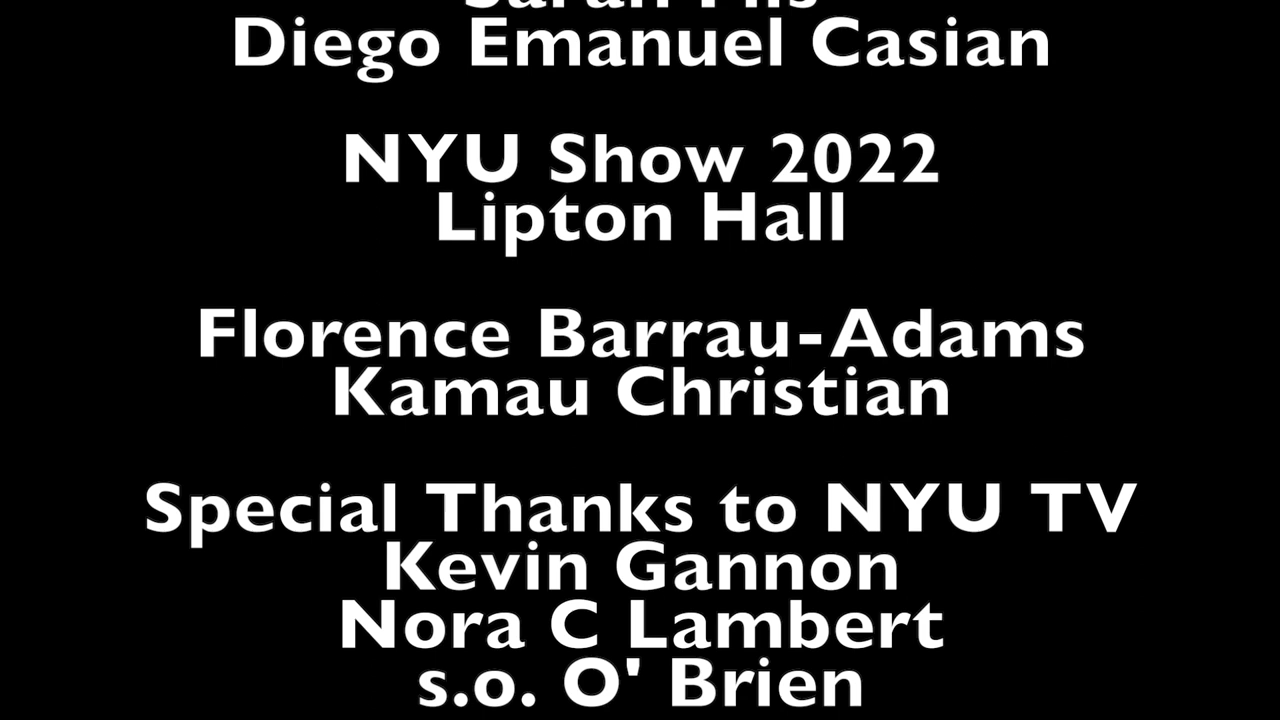 Diego Emanuel Casian
NYU Show 2022
Lipton Hall
Florence Barrau-Adams
Kamau Christian
Special Thanks to NYU TV
Kevin Gannon
Nora C Lambert
s.o. O' Brien